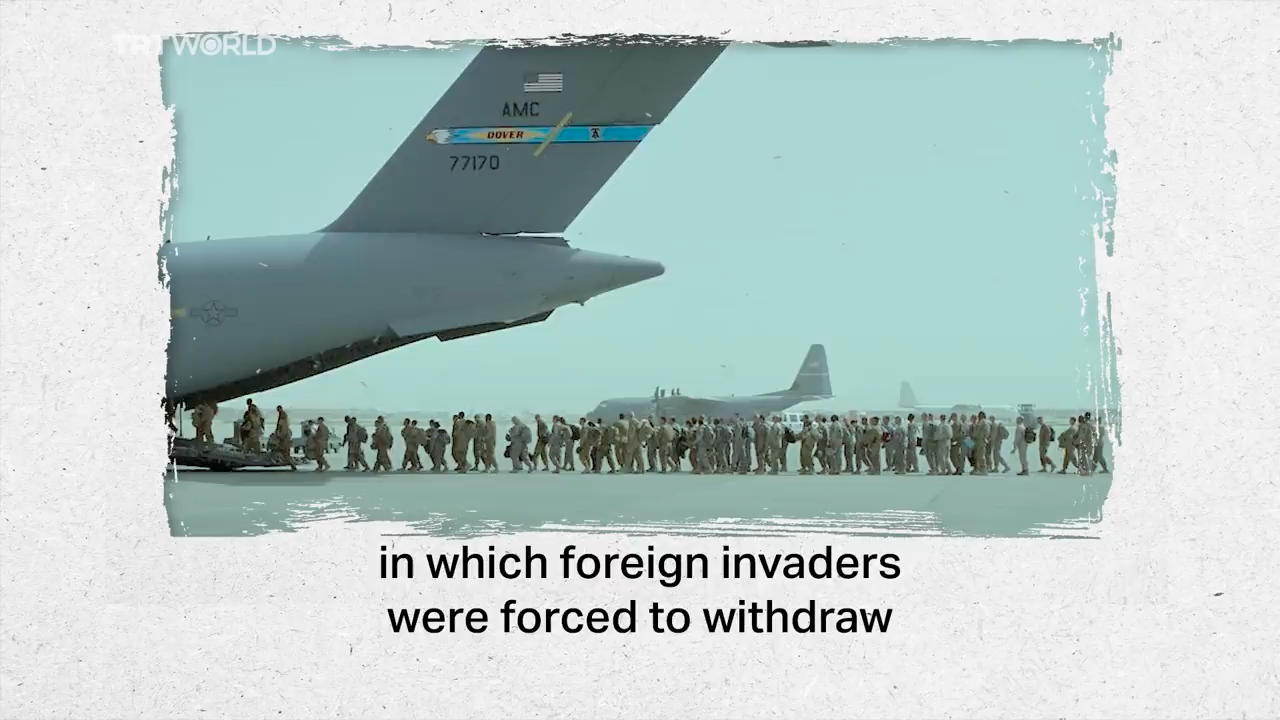 TRT WORLD
AMC
DOVER
77170
in which foreign invaders
were forced to withdraw